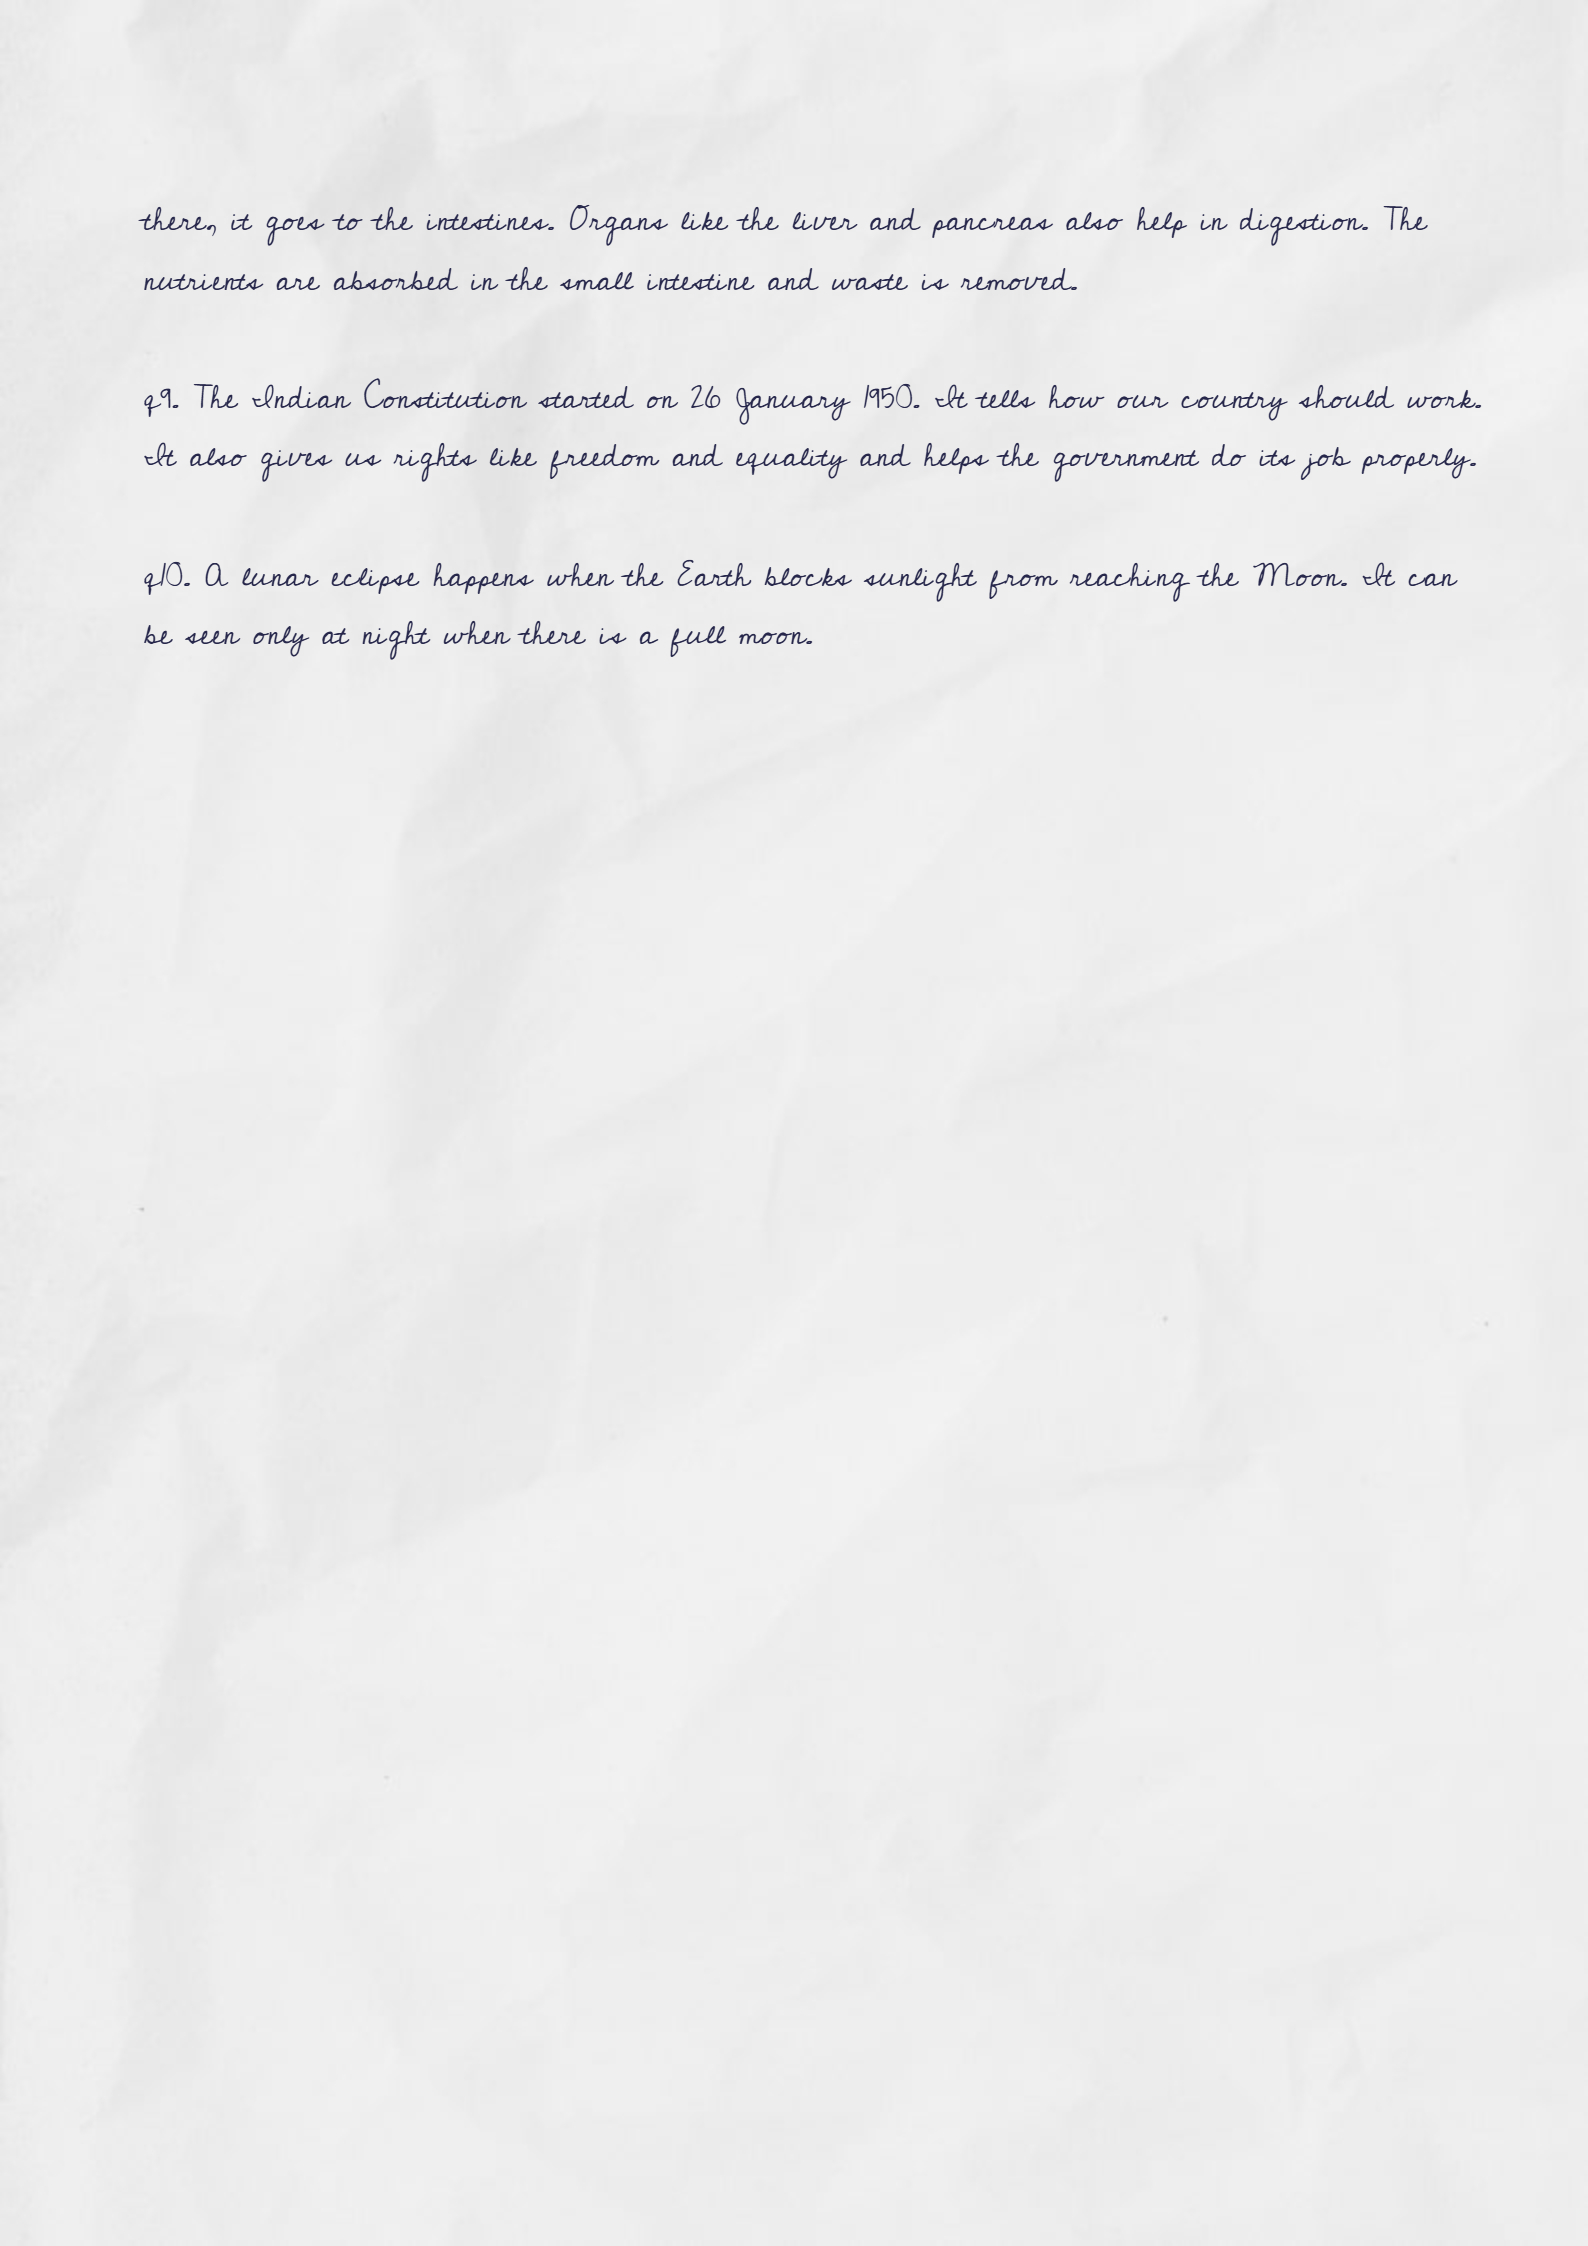 there, it goes to the intestines. Organs like the liver and pancreas also help in digestion. The
nutrients are absorbed in the small intestine and waste is removed.
q9. The Indian Constitution started on 26 January 1950. It tells how our country should work.
It also gives us rights like freedom and equality and helps the government do its job properly.
q10. A lunar eclipse happens when the Earth blocks sunlight from reaching the Moon. It can
be seen only at night when there is a full moon.